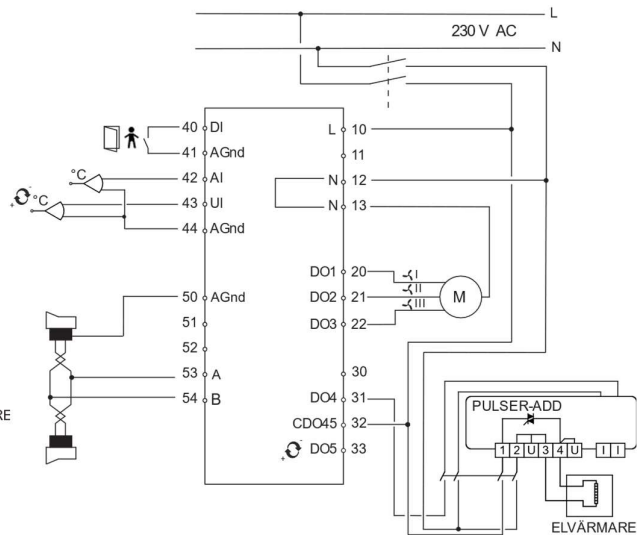 L
230 V AC
N
40 DI
41 AGnd
42 AI
43 UI
44 AGnd
°C
°C
50 AGnd
51
52
53 A
54 B
RE
L 10
11
N 12
N 13
DO1 20
DO2 21
DO3 22
I
II
III
M
30
DO4 31
CDO45 32
DO5 33
PULSER-ADD
1 2 U 3 4 U I I
ELVÄRMARE